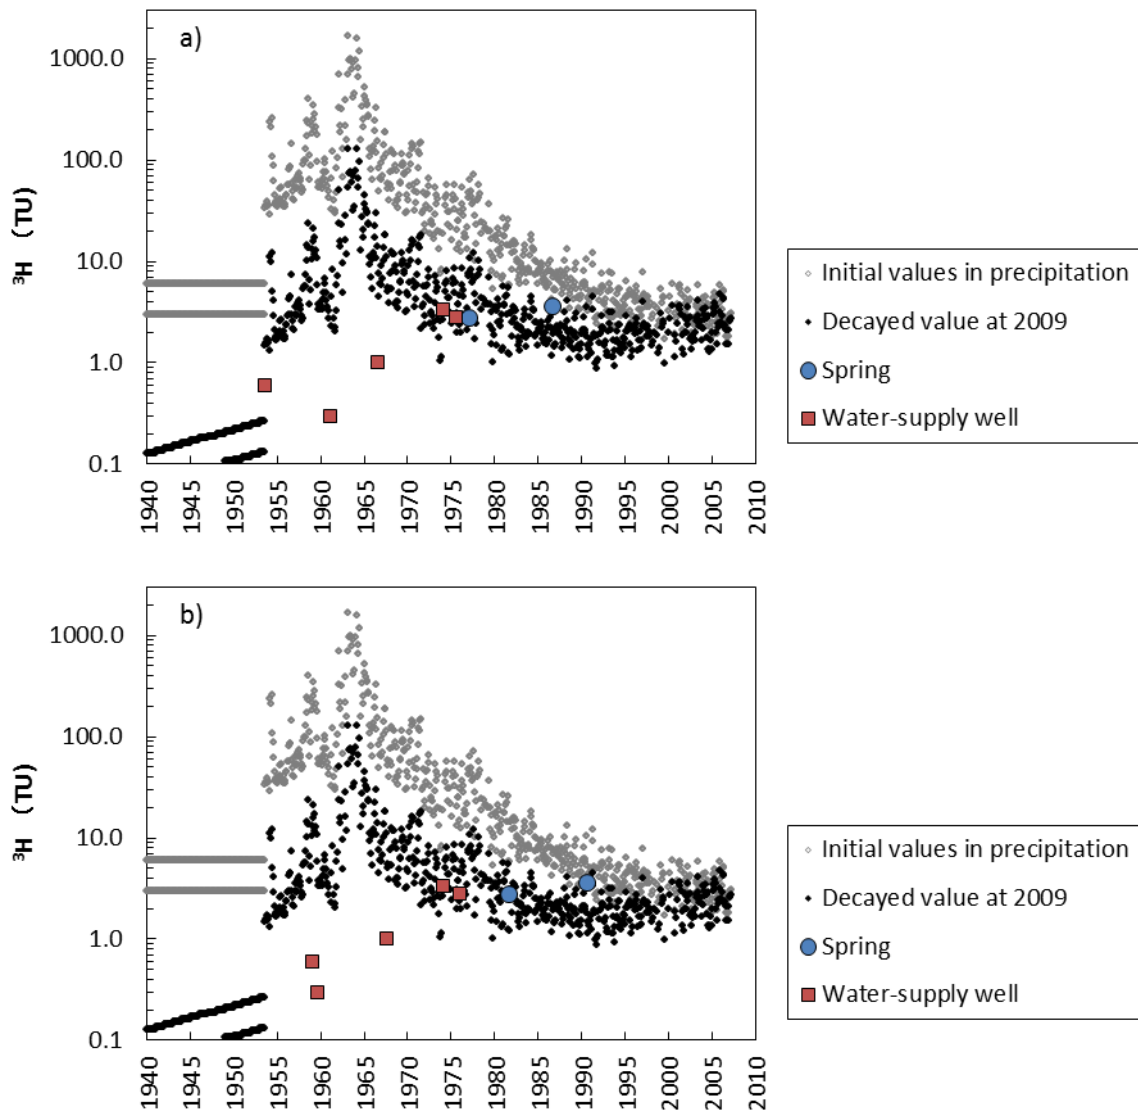 a)
1000.0
100.0
10.0
1.0
0.1
³H (TU)
1940 1945 1950 1955 1960 1965 1970 1975 1980 1985 1990 1995 2000 2005 2010
Initial values in precipitation
Decayed value at 2009
Spring
Water-supply well
b)
1000.0
100.0
10.0
1.0
0.1
³H (TU)
1940 1945 1950 1955 1960 1965 1970 1975 1980 1985 1990 1995 2000 2005 2010
Initial values in precipitation
Decayed value at 2009
Spring
Water-supply well